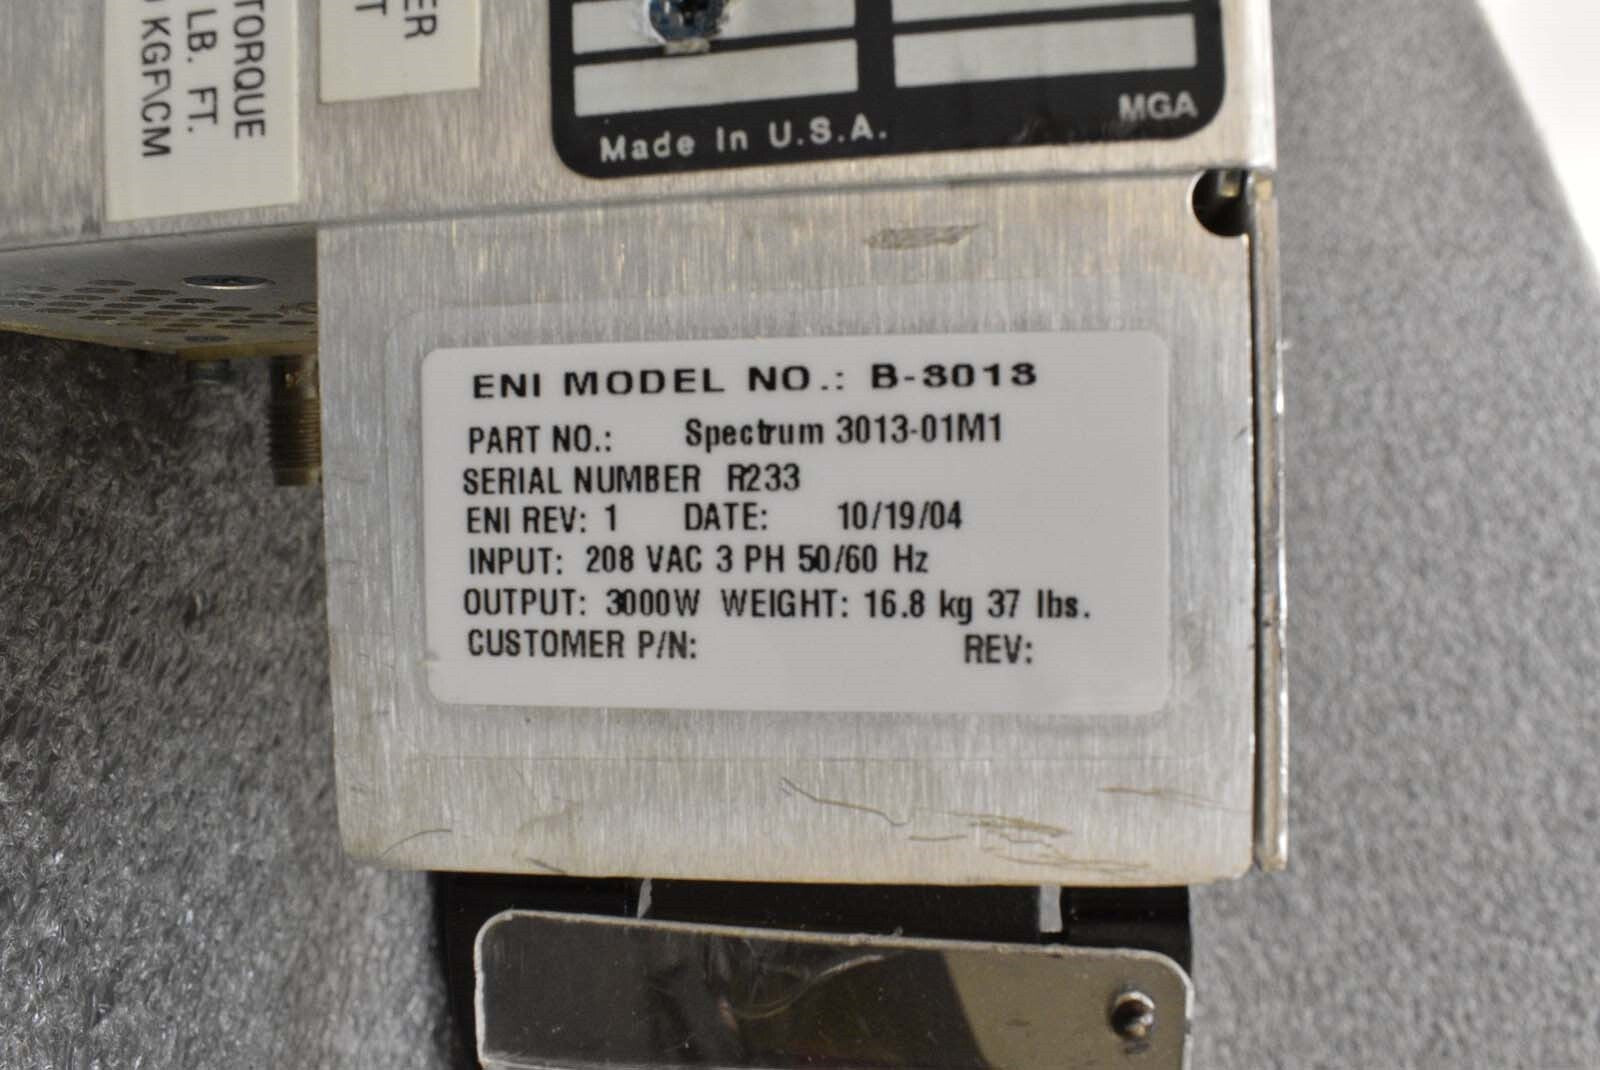 TORQUE
LB. FT.
KGF\CM
ER
T
MGA
Made In U.S.A.
ENI MODEL NO.: B-3013
PART NO.: Spectrum 3013-01M1
SERIAL NUMBER R233
ENI REV: 1 DATE: 10/19/04
INPUT: 208 VAC 3 PH 50/60 Hz
OUTPUT: 3000W WEIGHT: 16.8 kg 37 lbs.
CUSTOMER P/N: REV: